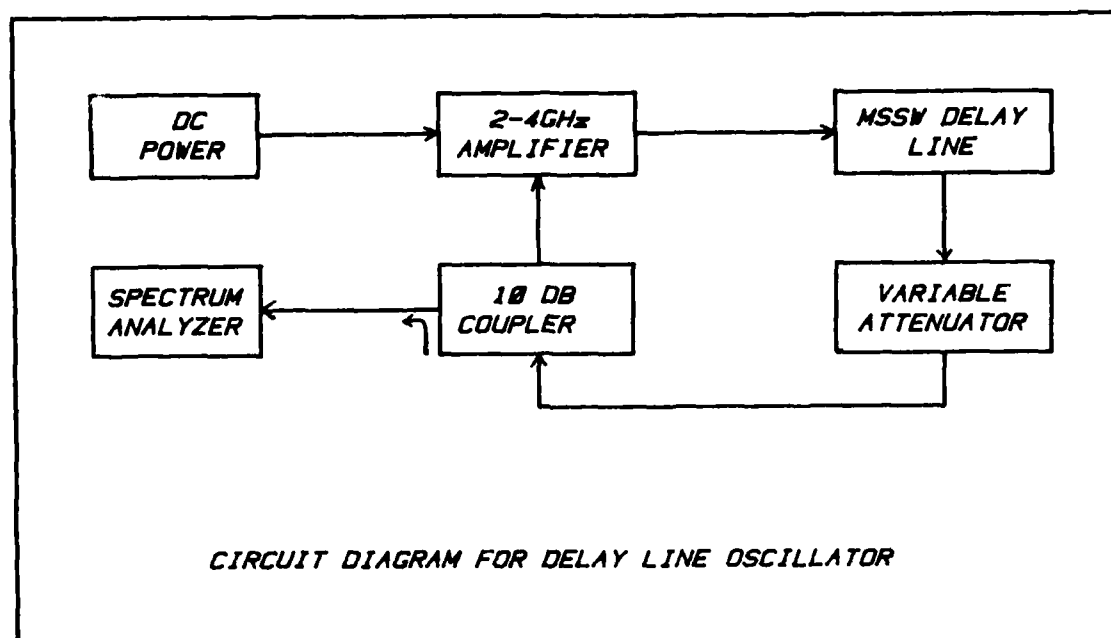 DC
POWER
2-4GHz
AMPLIFIER
MSSW DELAY
LINE
SPECTRUM
ANALYZER
10 DB
COUPLER
VARIABLE
ATTENUATOR
CIRCUIT DIAGRAM FOR DELAY LINE OSCILLATOR